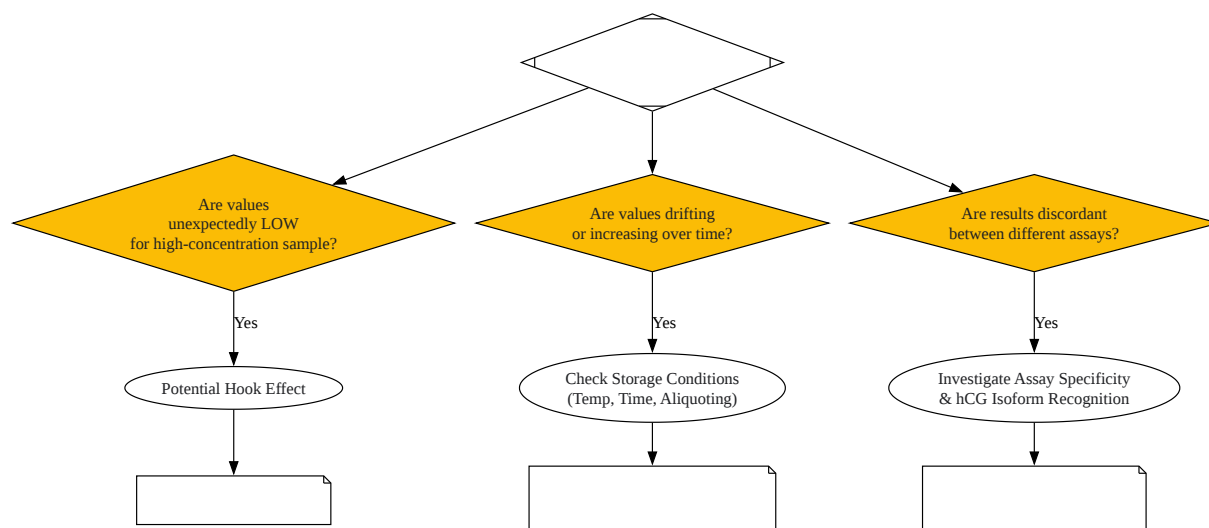 Are values
unexpectedly LOW
for high-concentration sample?
Are values drifting
or increasing over time?
Are results discordant
between different assays?
Yes
Yes
Yes
Potential Hook Effect
Check Storage Conditions
(Temp, Time, Aliquoting)
Investigate Assay Specificity
& hCG Isoform Recognition